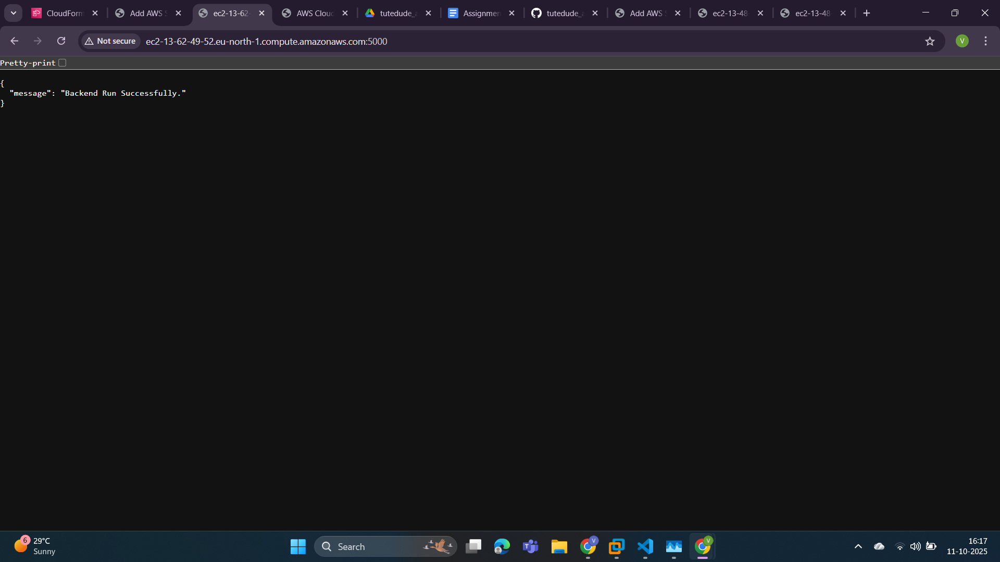 CloudForm
Add AWS S
ec2-13-62-
AWS Clou
tutedude_a
Assignmen
tutedude_a
Add AWS S
ec2-13-48
ec2-13-48-
Not secure
ec2-13-62-49-52.eu-north-1.compute.amazonaws.com:5000
V
Pretty-print
{
"message": "Backend Run Successfully."
}
6
29°C
Sunny
Search
T
V
V
16:17
11-10-2025